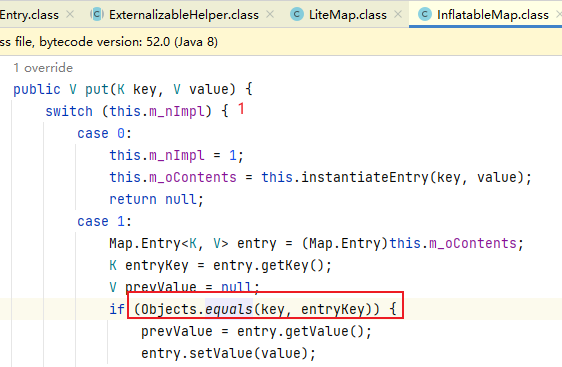 Entry.class ExternalizableHelper.class LiteMap.class InflatableMap.class
ss file, bytecode version: 52.0 (Java 8)
1 override
public V put(K key, V value) {
switch (this.m_nImpl) { 1
case 0:
this.m_nImpl = 1;
this.m_oContents = this.instantiateEntry(key, value);
return null;
case 1:
Map.Entry<K, V> entry = (Map.Entry)this.m_oContents;
K entryKey = entry.getKey();
V prevValue = null;
if (Objects.equals(key, entryKey)) {
prevValue = entry.getValue();
entry.setValue(value);